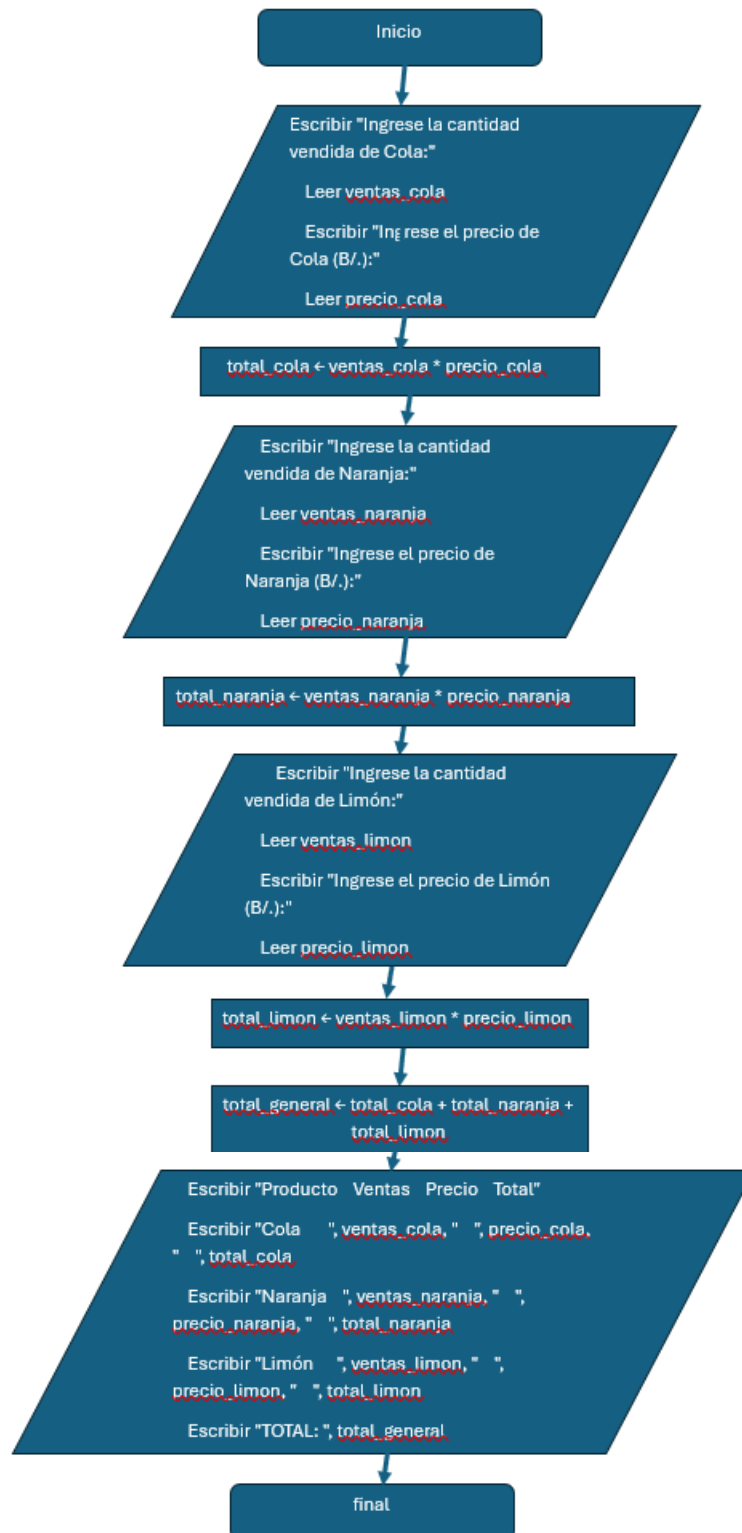 Inicio
Escribir "Ingrese la cantidad
vendida de Cola:"
Leer ventas_cola
Escribir "Ingrese el precio de
Cola (B/.):"
Leer precio_cola
total_cola ← ventas_cola * precio_cola
Escribir "Ingrese la cantidad
vendida de Naranja:"
Leer ventas_naranja
Escribir "Ingrese el precio de
Naranja (B/.):"
Leer precio_naranja
total_naranja ← ventas_naranja * precio_naranja
Escribir "Ingrese la cantidad
vendida de Limón:"
Leer ventas_limon
Escribir "Ingrese el precio de Limón
(B/.):"
Leer precio_limon
total_limon ← ventas_limon * precio_limon
total_general ← total_cola + total_naranja +
total_limon
Escribir "Producto   Ventas   Precio   Total"
Escribir "Cola     ", ventas_cola, "   ", precio_cola,
"   ", total_cola
Escribir "Naranja   ", ventas_naranja, "   ",
precio_naranja, "   ", total_naranja
Escribir "Limón     ", ventas_limon, "   ",
precio_limon, "   ", total_limon
Escribir "TOTAL: ", total_general
final